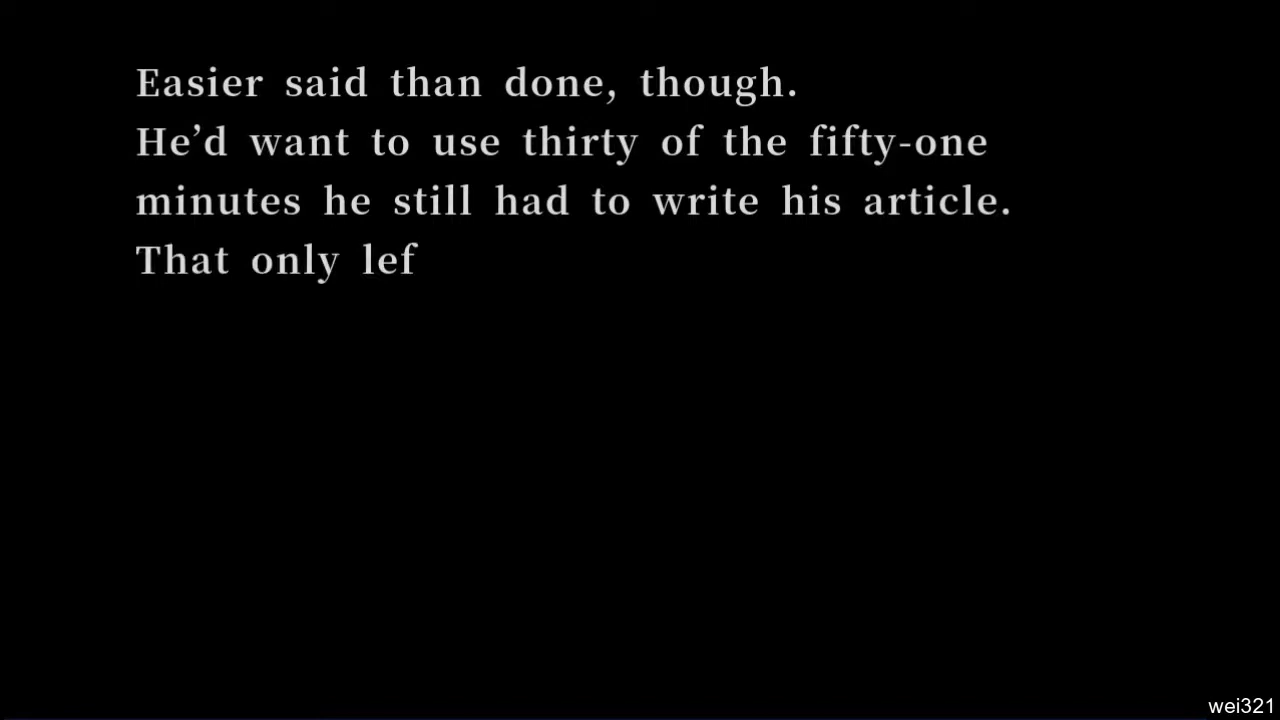 Easier said than done, though.
He’d want to use thirty of the fifty-one
minutes he still had to write his article.
That only lef
wei321